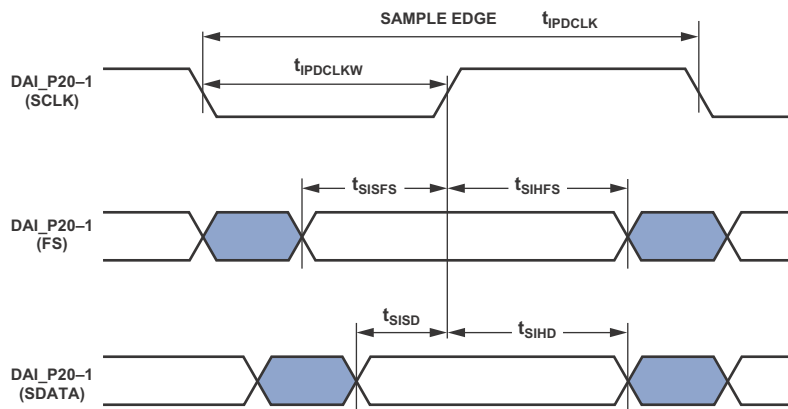 SAMPLE EDGE
tIPDCLK
tIPDCLKW
DAI_P20–1
(SCLK)
tSISFS
tSIHFS
DAI_P20–1
(FS)
tSISD
tSIHD
DAI_P20–1
(SDATA)